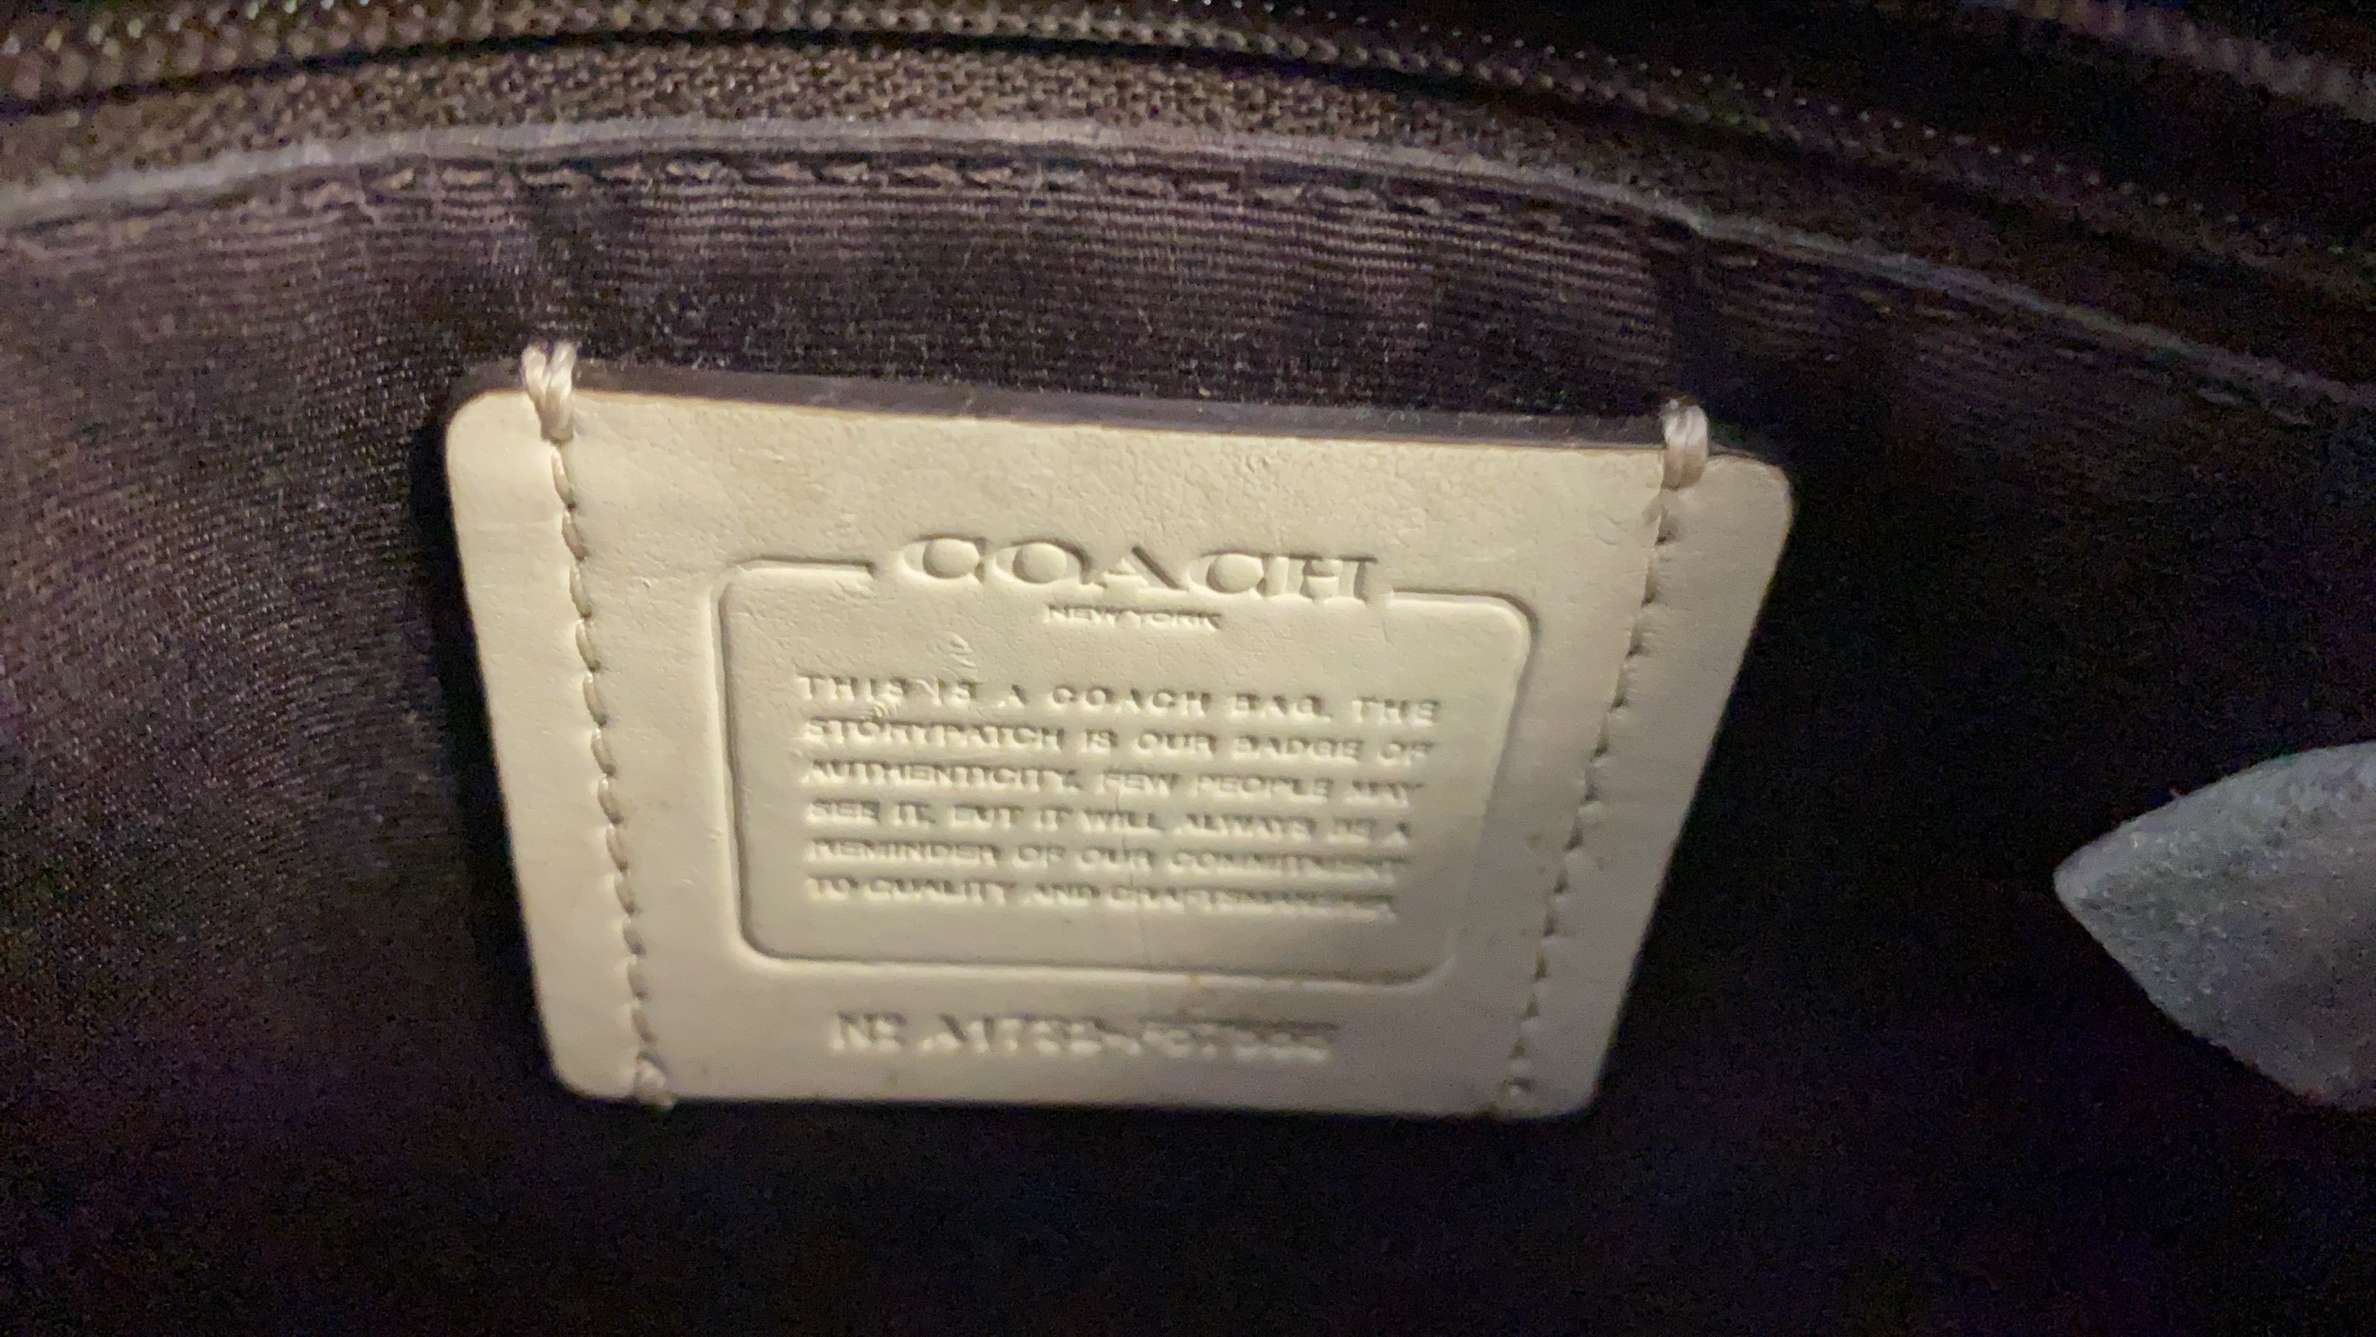 COACH
NEW YORK
THIS IS A COACH BAG. THE
STORYPATCH IS OUR BADGE OF
AUTHENTICITY. FEW PEOPLE MAY
SEE IT, BUT IT WILL ALWAYS BE A
REMINDER OF OUR COMMITMENT
TO QUALITY AND CRAFTSMANSHIP.
Nº